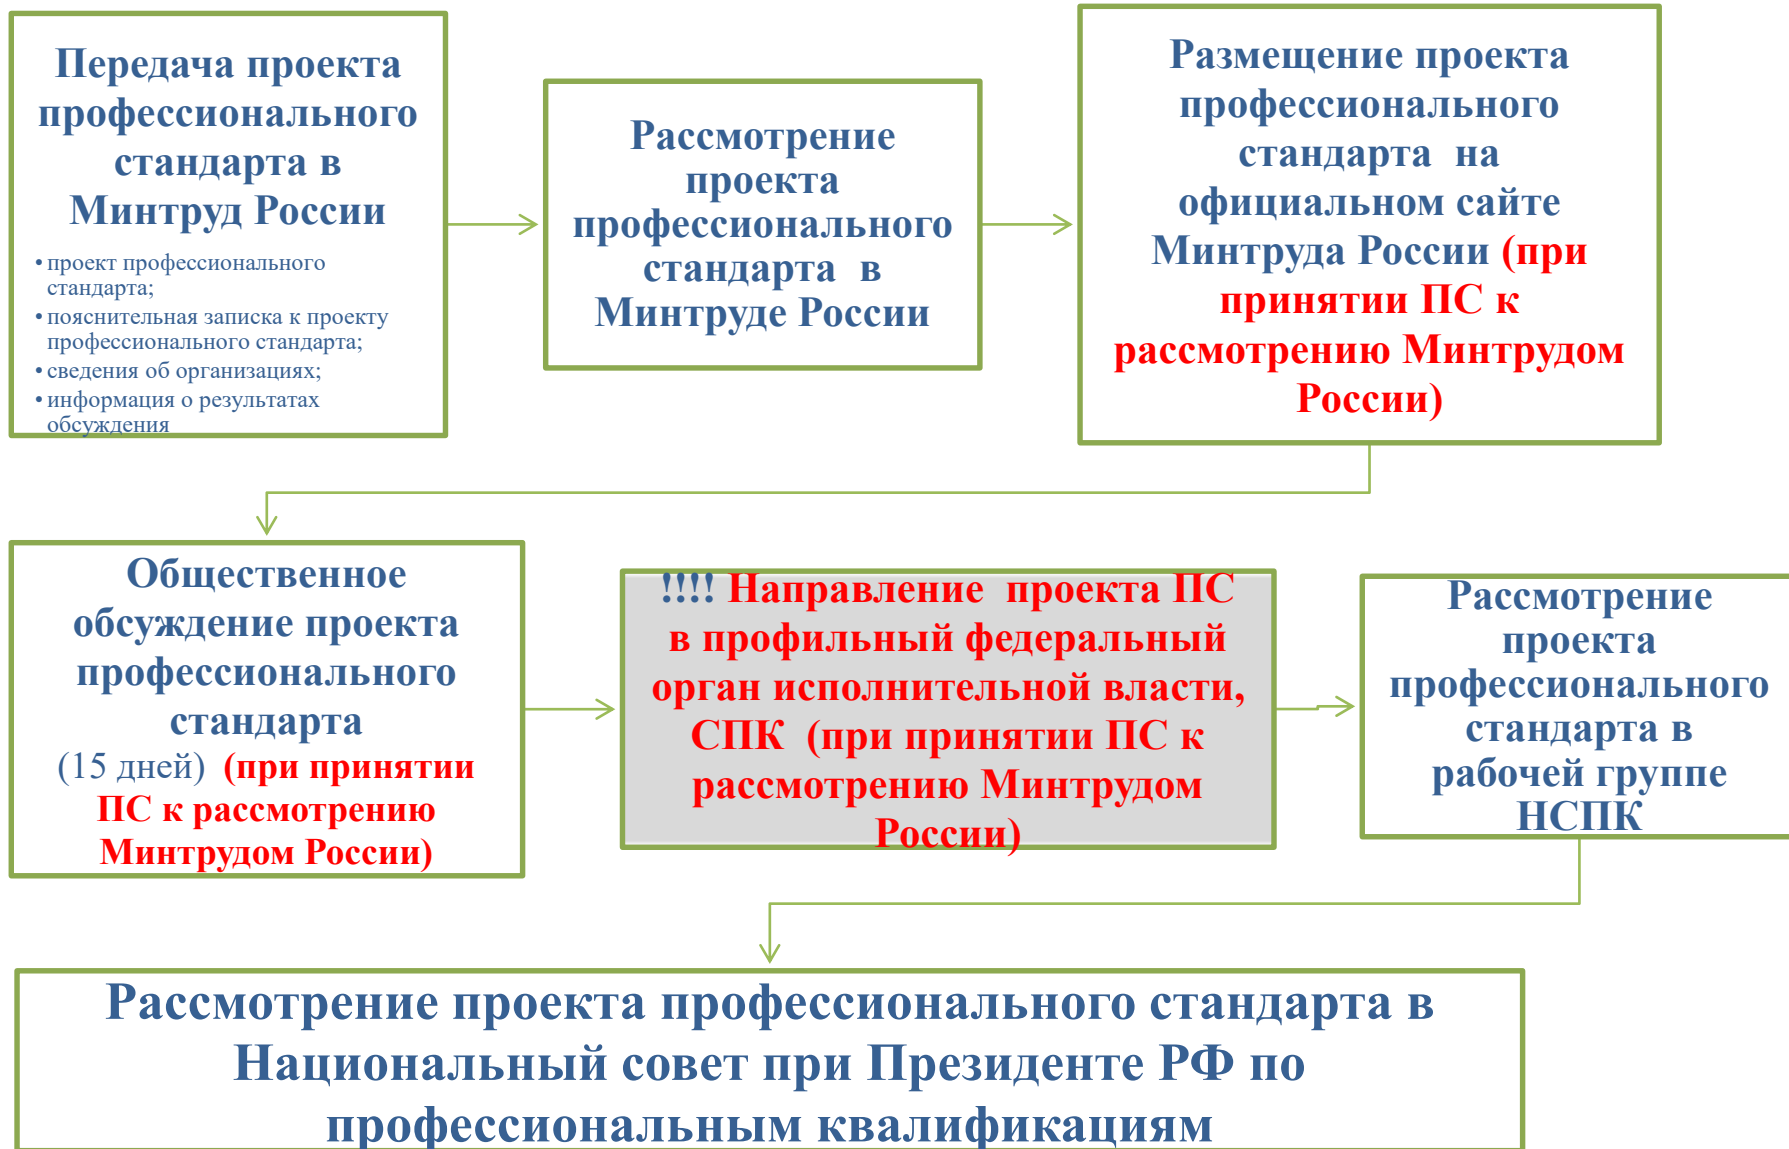 Передача проекта
профессионального
стандарта в
Минтруд России
• проект профессионального
стандарта;
• пояснительная записка к проекту
профессионального стандарта;
• сведения об организациях;
• информация о результатах
обсуждения
Рассмотрение
проекта
профессионального
стандарта в
Минтруде России
Размещение проекта
профессионального
стандарта на
официальном сайте
Минтруда России (при
принятии ПС к
рассмотрению Минтрудом
России)
Общественное
обсуждение проекта
профессионального
стандарта
(15 дней) (при принятии
ПС к рассмотрению
Минтрудом России)
!!!! Направление проекта ПС
в профильный федеральный
орган исполнительной власти,
СПК (при принятии ПС к
рассмотрению Минтрудом
России)
Рассмотрение
проекта
профессионального
стандарта в
рабочей группе
НСПК
Рассмотрение проекта профессионального стандарта в
Национальный совет при Президенте РФ по
профессиональным квалификациям